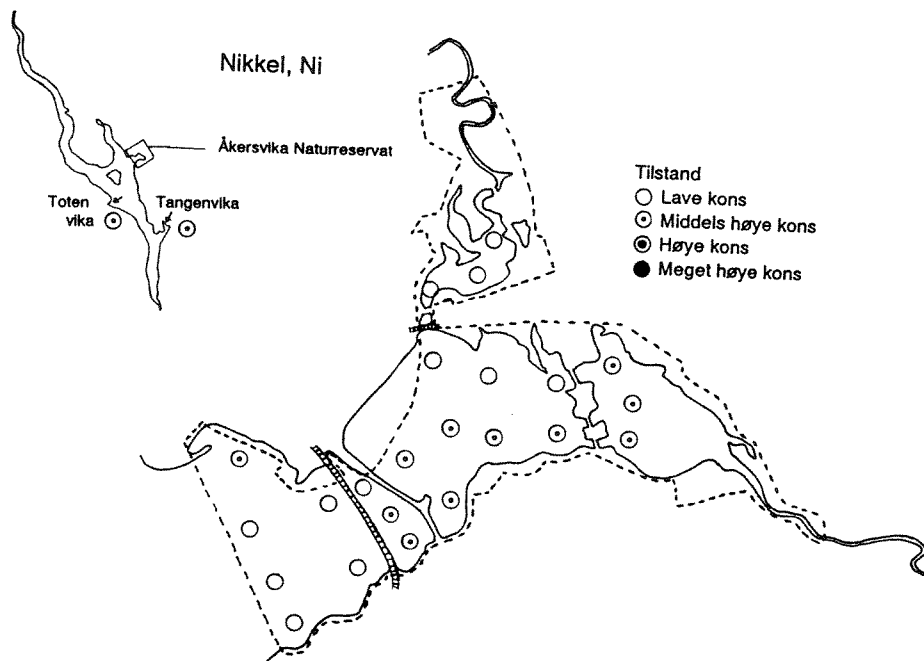 Nikkel, Ni
Åkersvika Naturreservat
Toten
vika
Tangenvika
Tilstand
Lave kons
Middels høye kons
Høye kons
Meget høye kons